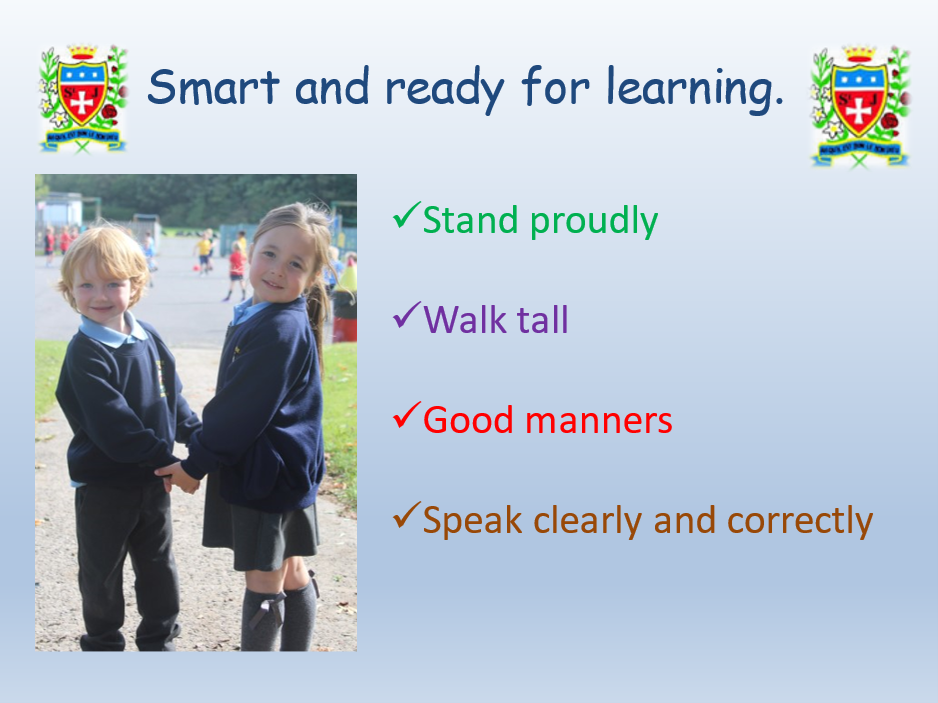 Smart and ready for learning.
S J
S J
✓Stand proudly
✓Walk tall
✓Good manners
✓Speak clearly and correctly